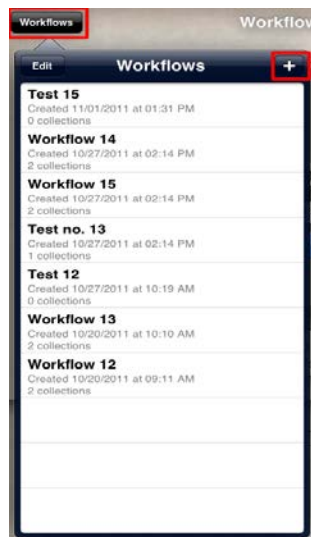 Workflows
Workflow
Edit
Workflows
+
Test 15
Created 11/01/2011 at 01:31 PM
0 collections
Workflow 14
Created 10/27/2011 at 02:14 PM
2 collections
Workflow 15
Created 10/27/2011 at 02:14 PM
2 collections
Test no. 13
Created 10/27/2011 at 02:14 PM
1 collections
Test 12
Created 10/27/2011 at 10:19 AM
0 collections
Workflow 13
Created 10/20/2011 at 10:10 AM
2 collections
Workflow 12
Created 10/20/2011 at 09:11 AM
2 collections